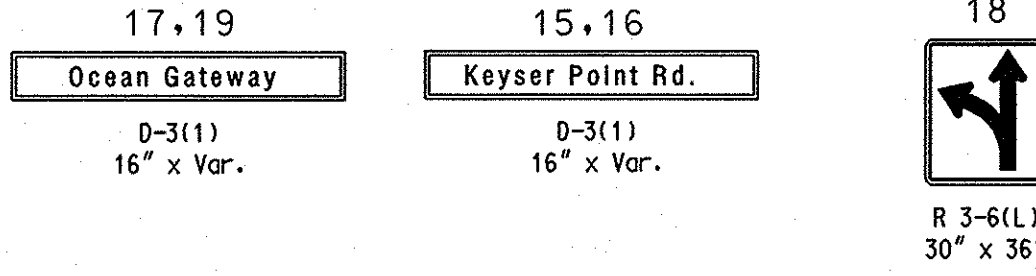 17,19
Ocean Gateway
D-3(1)
16" x Var.
15,16
Keyser Point Rd.
D-3(1)
16" x Var.
18
R 3-6(L)
30" x 36"